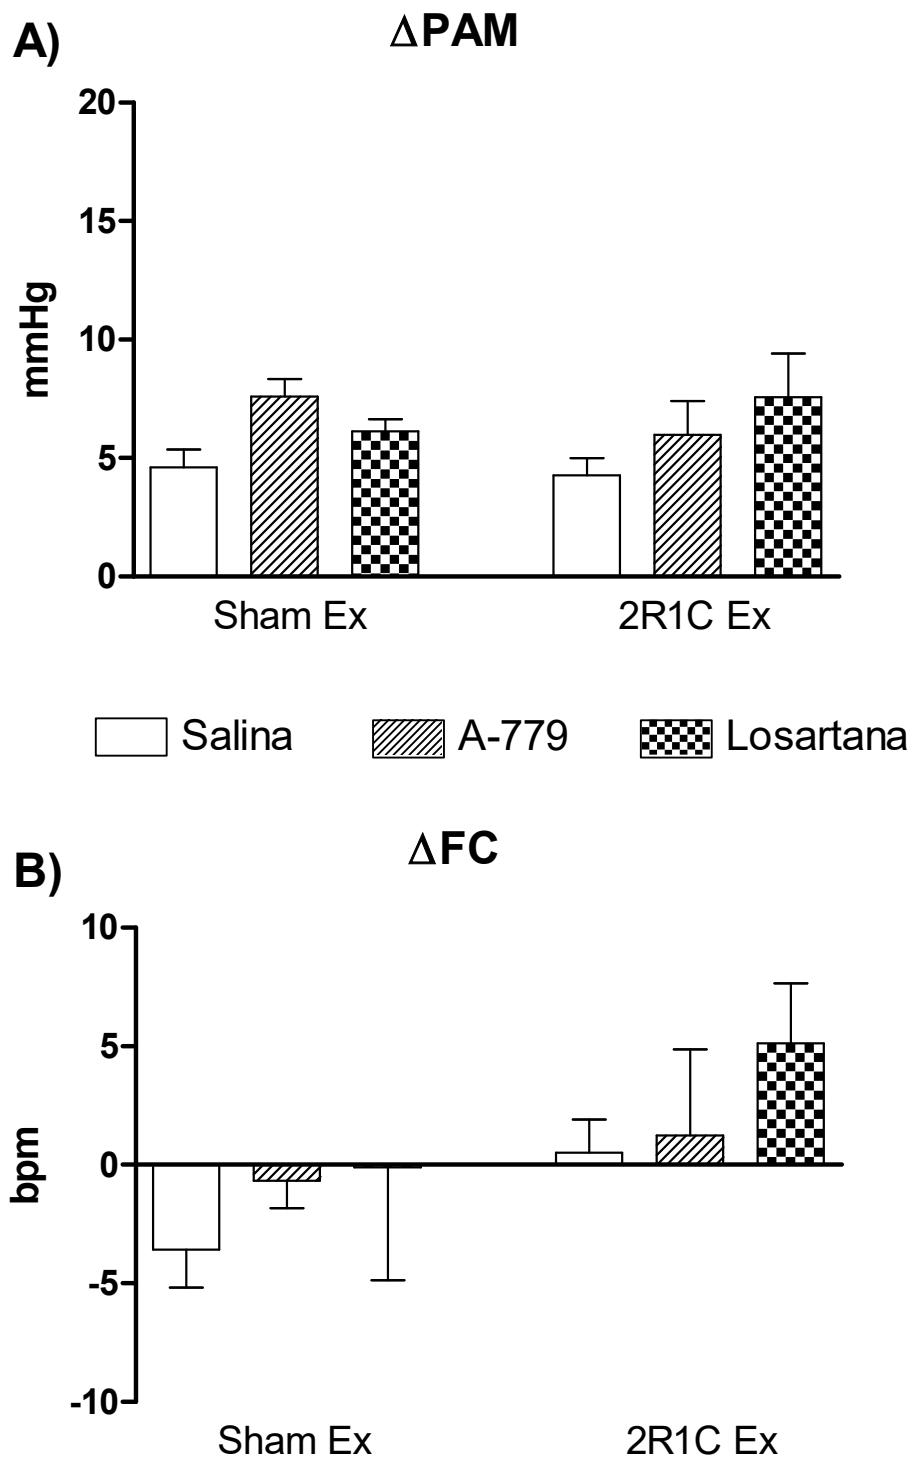 A)
ΔPAM
20
15
10
5
0
mmHg
Sham Ex 2R1C Ex
Salina A-779 Losartana
B)
ΔFC
10
5
0
-5
-10
bpm
Sham Ex 2R1C Ex